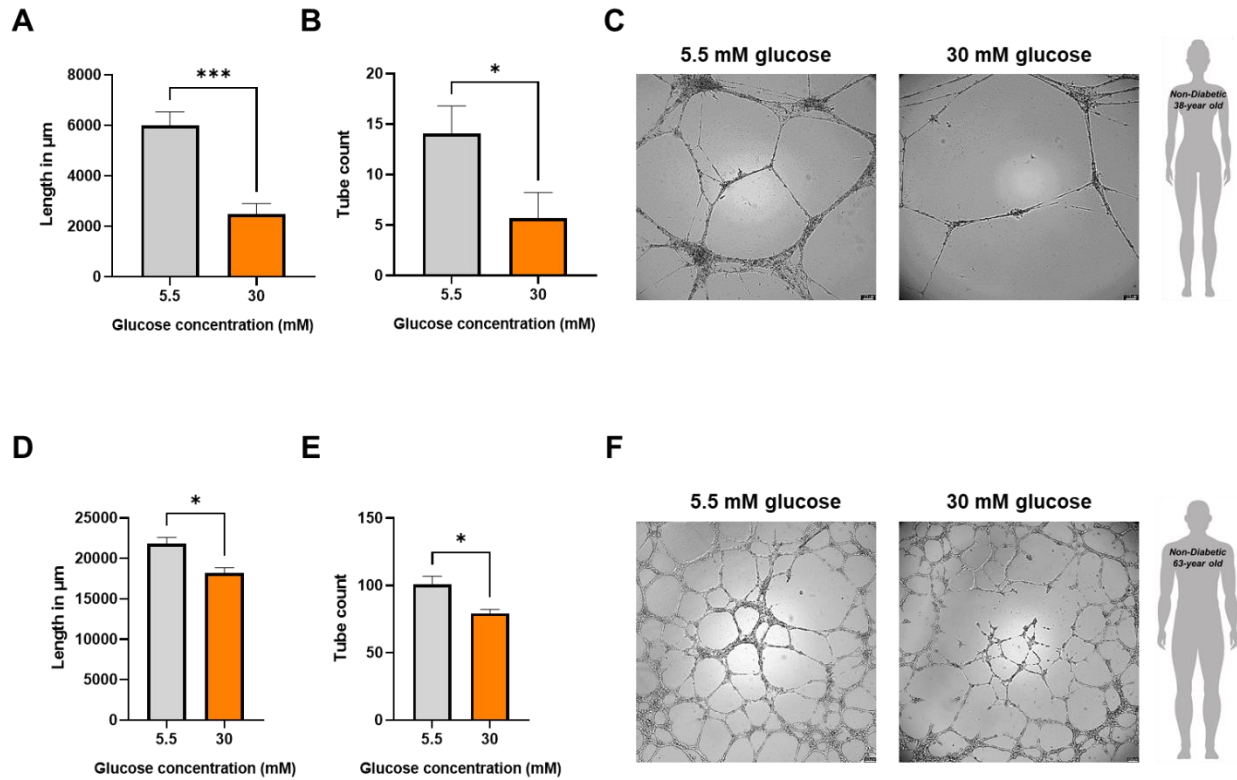 A
B
C
8000
6000
4000
2000
0
Length in µm
***
5.5
30
Glucose concentration (mM)
20
15
10
5
0
Tube count
*
5.5
30
Glucose concentration (mM)
5.5 mM glucose
30 mM glucose
Non-Diabetic
38-year old
D
E
F
25000
20000
15000
10000
5000
0
Length in µm
*
5.5
30
Glucose concentration (mM)
150
100
50
0
Tube count
*
5.5
30
Glucose concentration (mM)
5.5 mM glucose
30 mM glucose
Non-Diabetic
63-year old